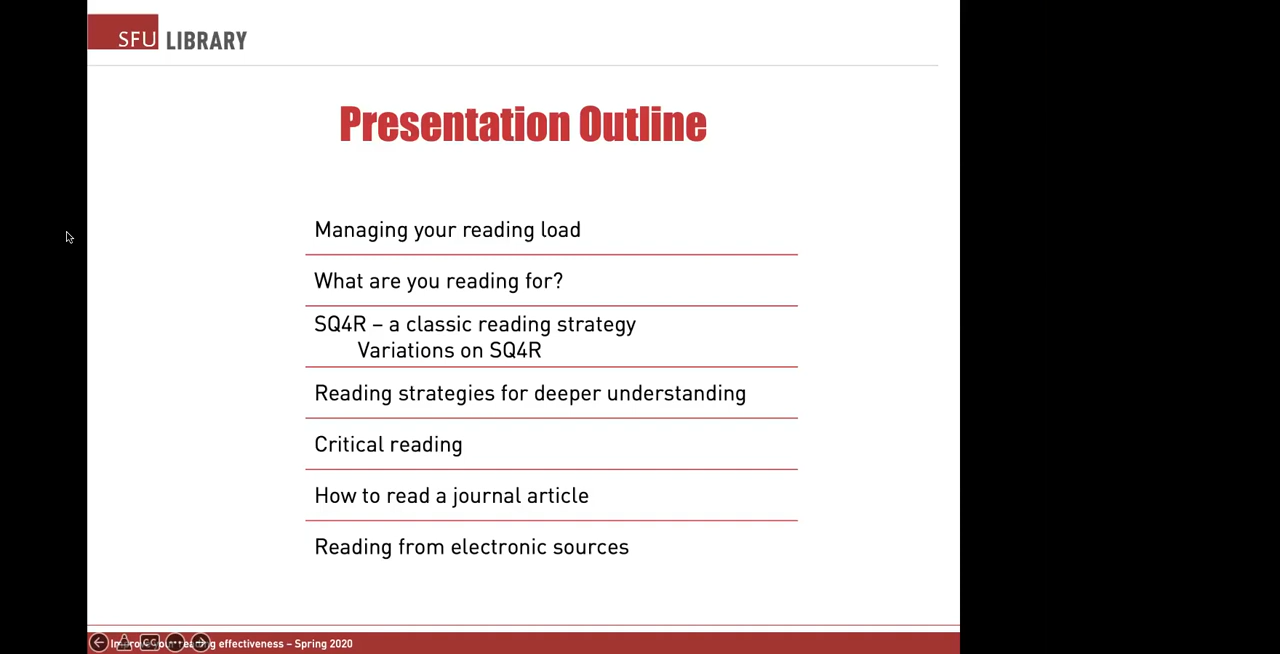 SFU LIBRARY
Presentation Outline
Managing your reading load
What are you reading for?
SQ4R – a classic reading strategy
Variations on SQ4R
Reading strategies for deeper understanding
Critical reading
How to read a journal article
Reading from electronic sources
effectiveness – Spring 2020